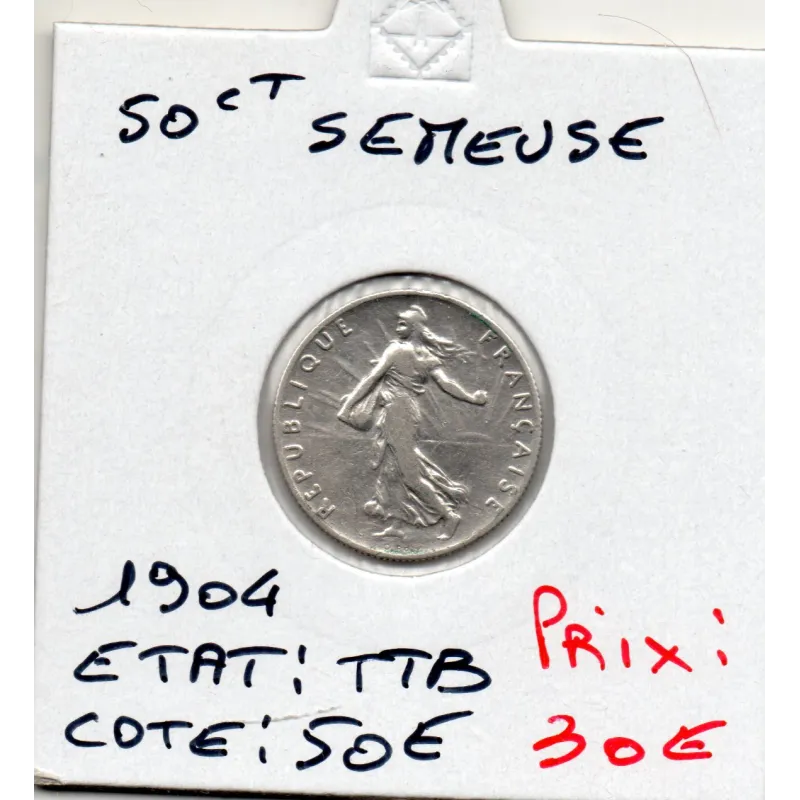 50cT SEMEUSE
REPUBLIQUE FRANÇAISE
1904
ETAT: TTB
COTE: 50€
Prix:
30€